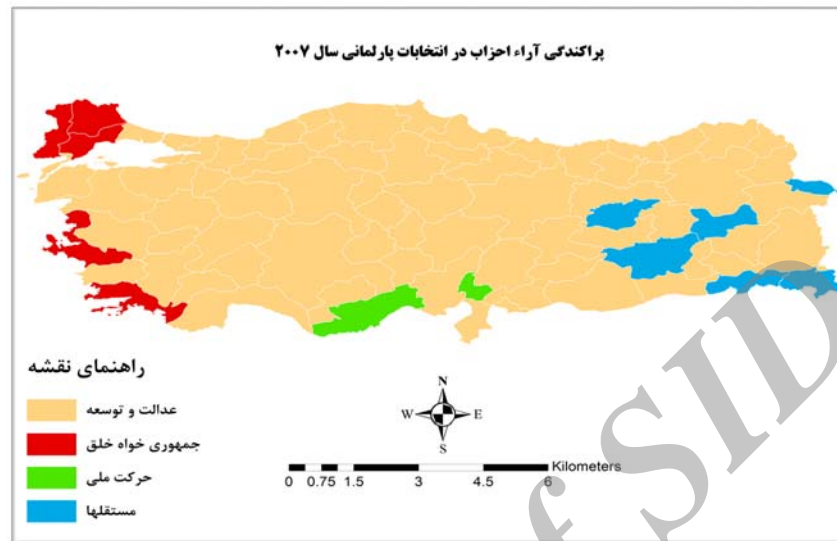 پراکندگی آراء احزاب در انتخابات پارلمانی سال ۲۰۰۷
راهنمای نقشه
عدالت و توسعه
جمهوری خواه خلق
حرکت ملی
مستقلها
N
W E
S
Kilometers
0 0.75 1.5 3 4.5 6
of SID